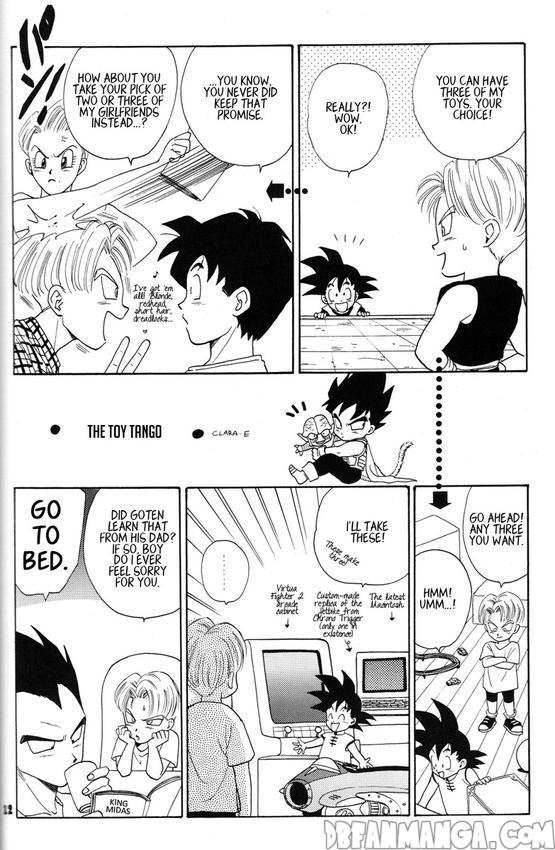 YOU CAN HAVE
THREE OF MY
TOYS. YOUR
CHOICE!
REALLY?!
WOW.
OK!
...YOU KNOW,
YOU NEVER DID
KEEP THAT
PROMISE.
HOW ABOUT YOU
TAKE YOUR PICK OF
TWO OR THREE OF
MY GIRLFRIENDS
INSTEAD...?
バババ
I've got 'em
all! Blonde,
redhead,
short hair,
dreadlocks...
THE TOY TANGO
CLARA-E
GO AHEAD!
ANY THREE
YOU WANT.
HMM!
UMM...!
I'LL TAKE
THESE!
These make
three!
The latest
Macintosh
Custom-made
replica of the
Jetbike from
Chrono Trigger
(only one in
existence)
Virtua
Fighter 2
arcade
cabinet
DID GOTEN
LEARN THAT
FROM HIS DAD?
IF SO, BOY
DO I EVER
FEEL SORRY
FOR YOU.
GO
TO
BED.
KING
MIDAS
12
DBFANMANGA.COM